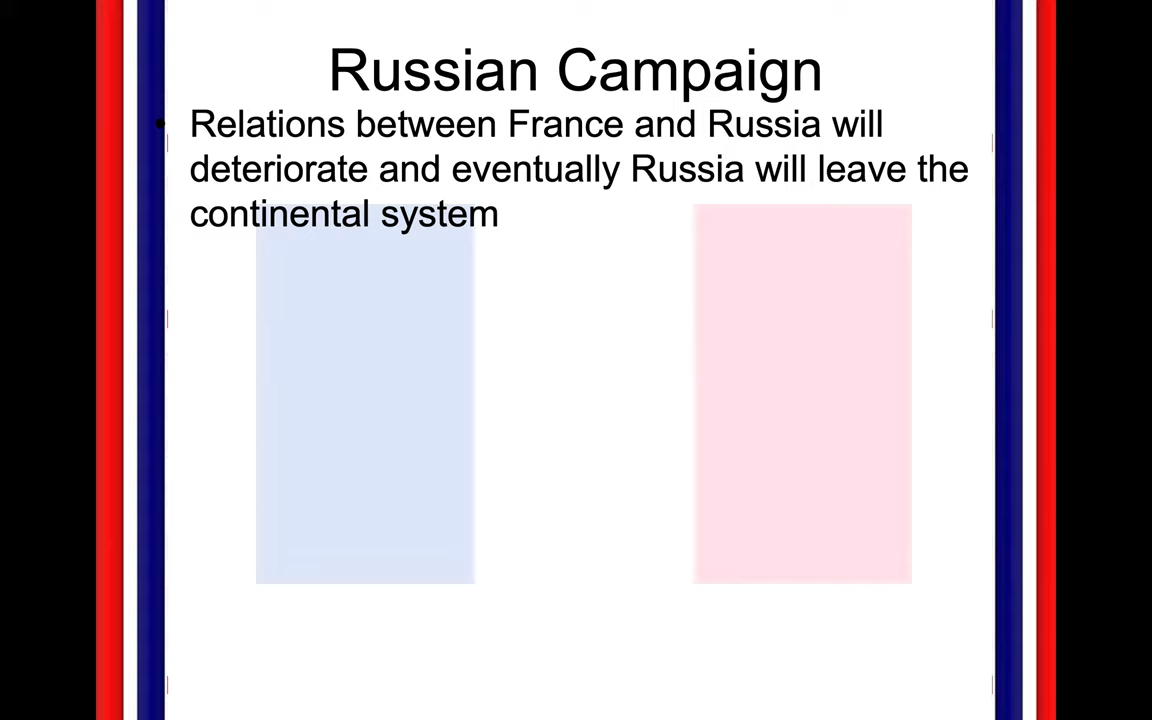 Russian Campaign
• Relations between France and Russia will
deteriorate and eventually Russia will leave the
continental system